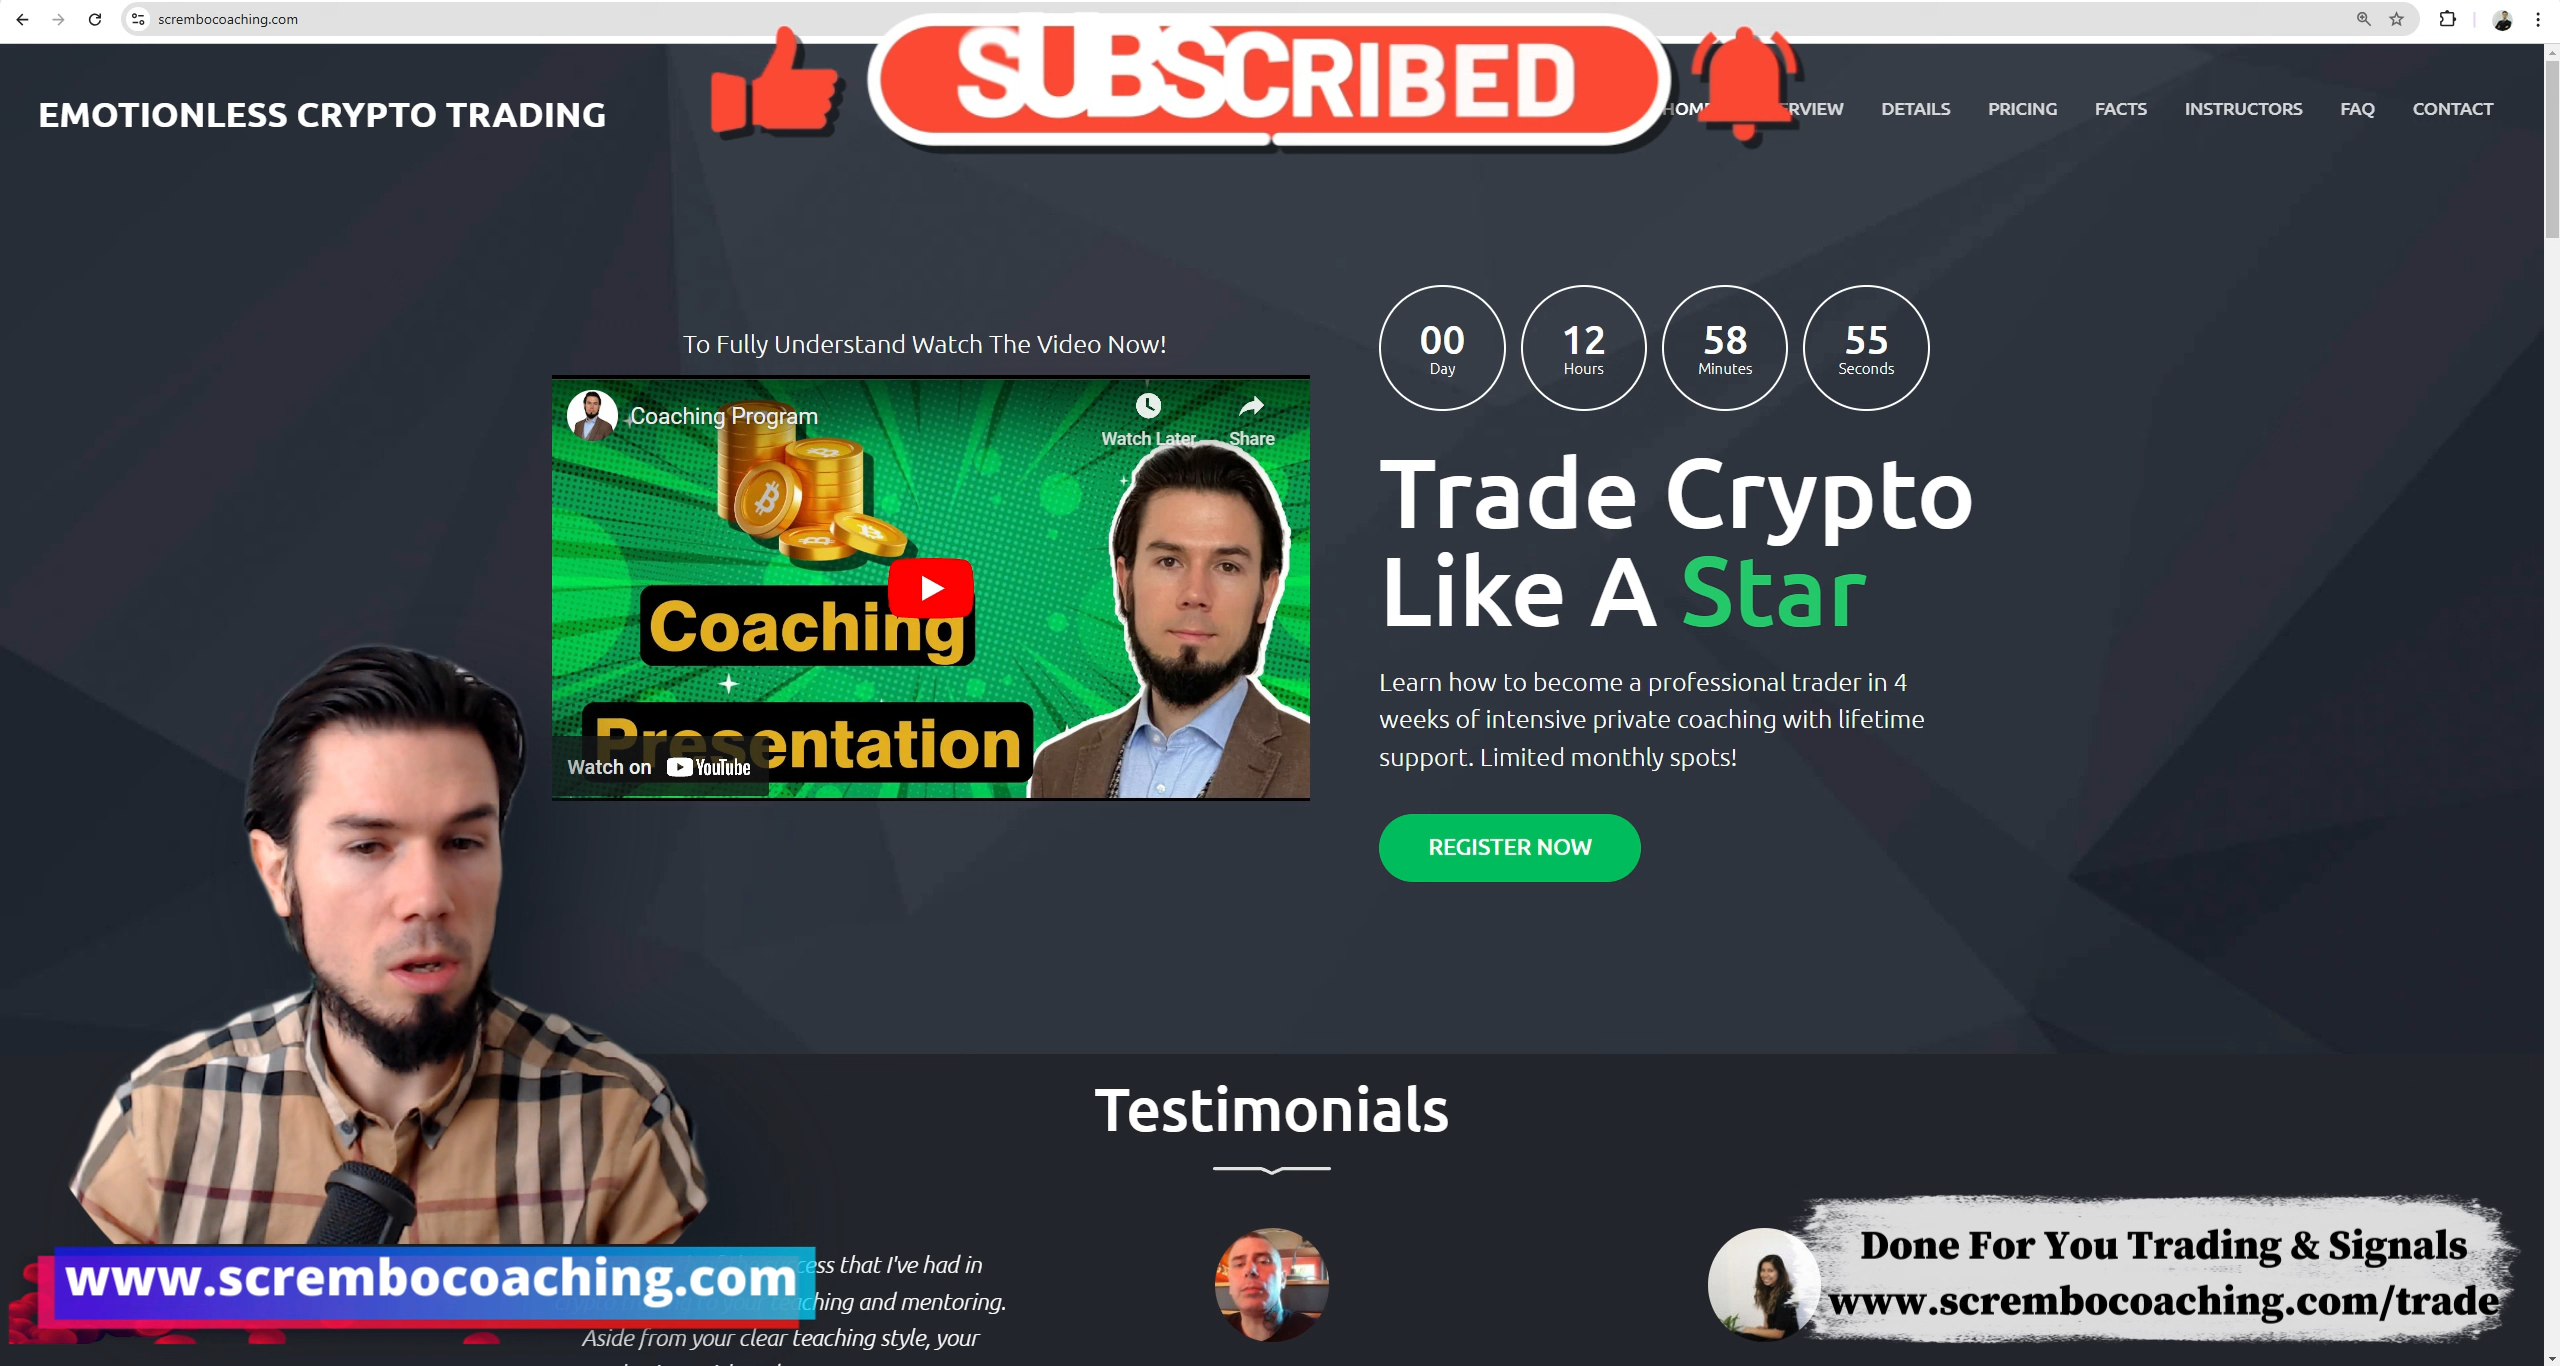 scrembocoaching.com
SUBSCRIBED
EMOTIONLESS CRYPTO TRADING
DETAILS
PRICING
FACTS
INSTRUCTORS
FAQ
CONTACT
To Fully Understand Watch The Video Now!
Coaching Program
Watch Later
Share
Coaching
Presentation
Watch on YouTube
00
Day
12
Hours
58
Minutes
55
Seconds
Trade Crypto
Like A Star
Learn how to become a professional trader in 4
weeks of intensive private coaching with lifetime
support. Limited monthly spots!
REGISTER NOW
Testimonials
that I've had in
and mentoring.
Aside from your clear teaching style, your
www.scrembocoaching.com
Done For You Trading & Signals
www.scrembocoaching.com/trade